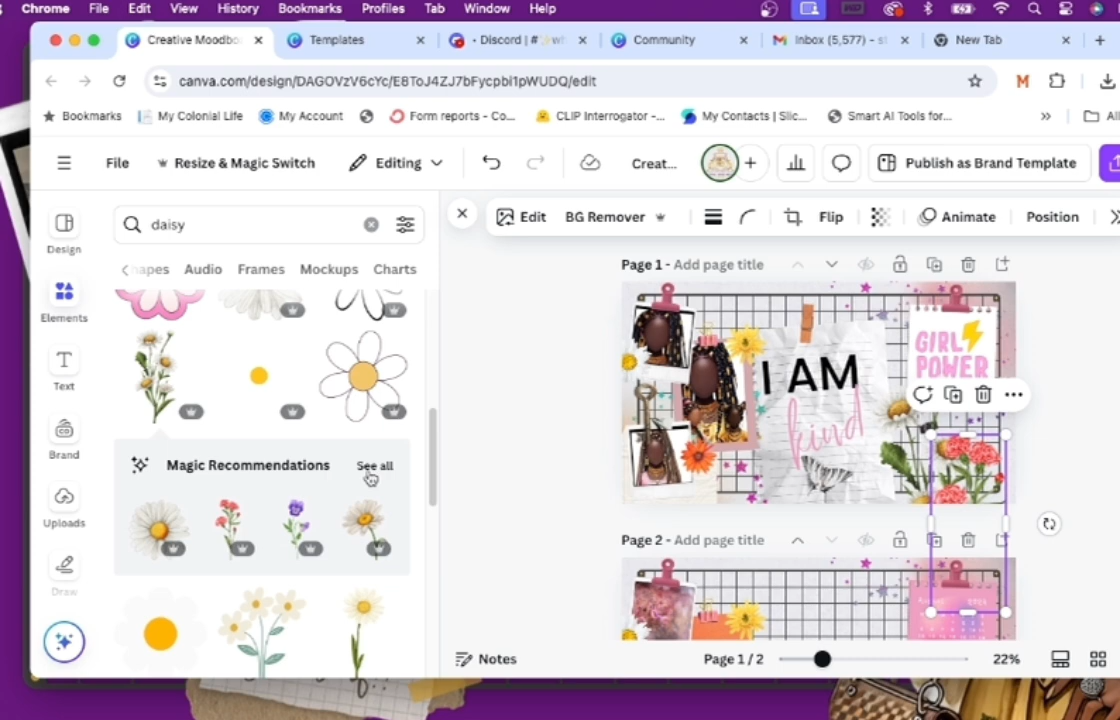 Chrome File Edit View History Bookmarks Profiles Tab Window Help
Creative Moodbo
Templates
• Discord | #
Community
Inbox (5,577) - s
New Tab
canva.com/design/DAGOVzV6cYc/E8ToJ4ZJ7bFycpbi1pWUDQ/edit
Bookmarks
My Colonial Life
My Account
Form reports - Co...
CLIP Interrogator -...
My Contacts | Slic...
Smart AI Tools for...
All
File
Resize & Magic Switch
Editing
Creat...
Publish as Brand Template
Design
Elements
Text
Brand
Uploads
Draw
daisy
hapes Audio Frames Mockups Charts
Magic Recommendations
See all
Edit BG Remover Flip Animate Position
Page 1 - Add page title
I AM
kind
GIRL
POWER
Page 2 - Add page title
Notes
Page 1 / 2
22%